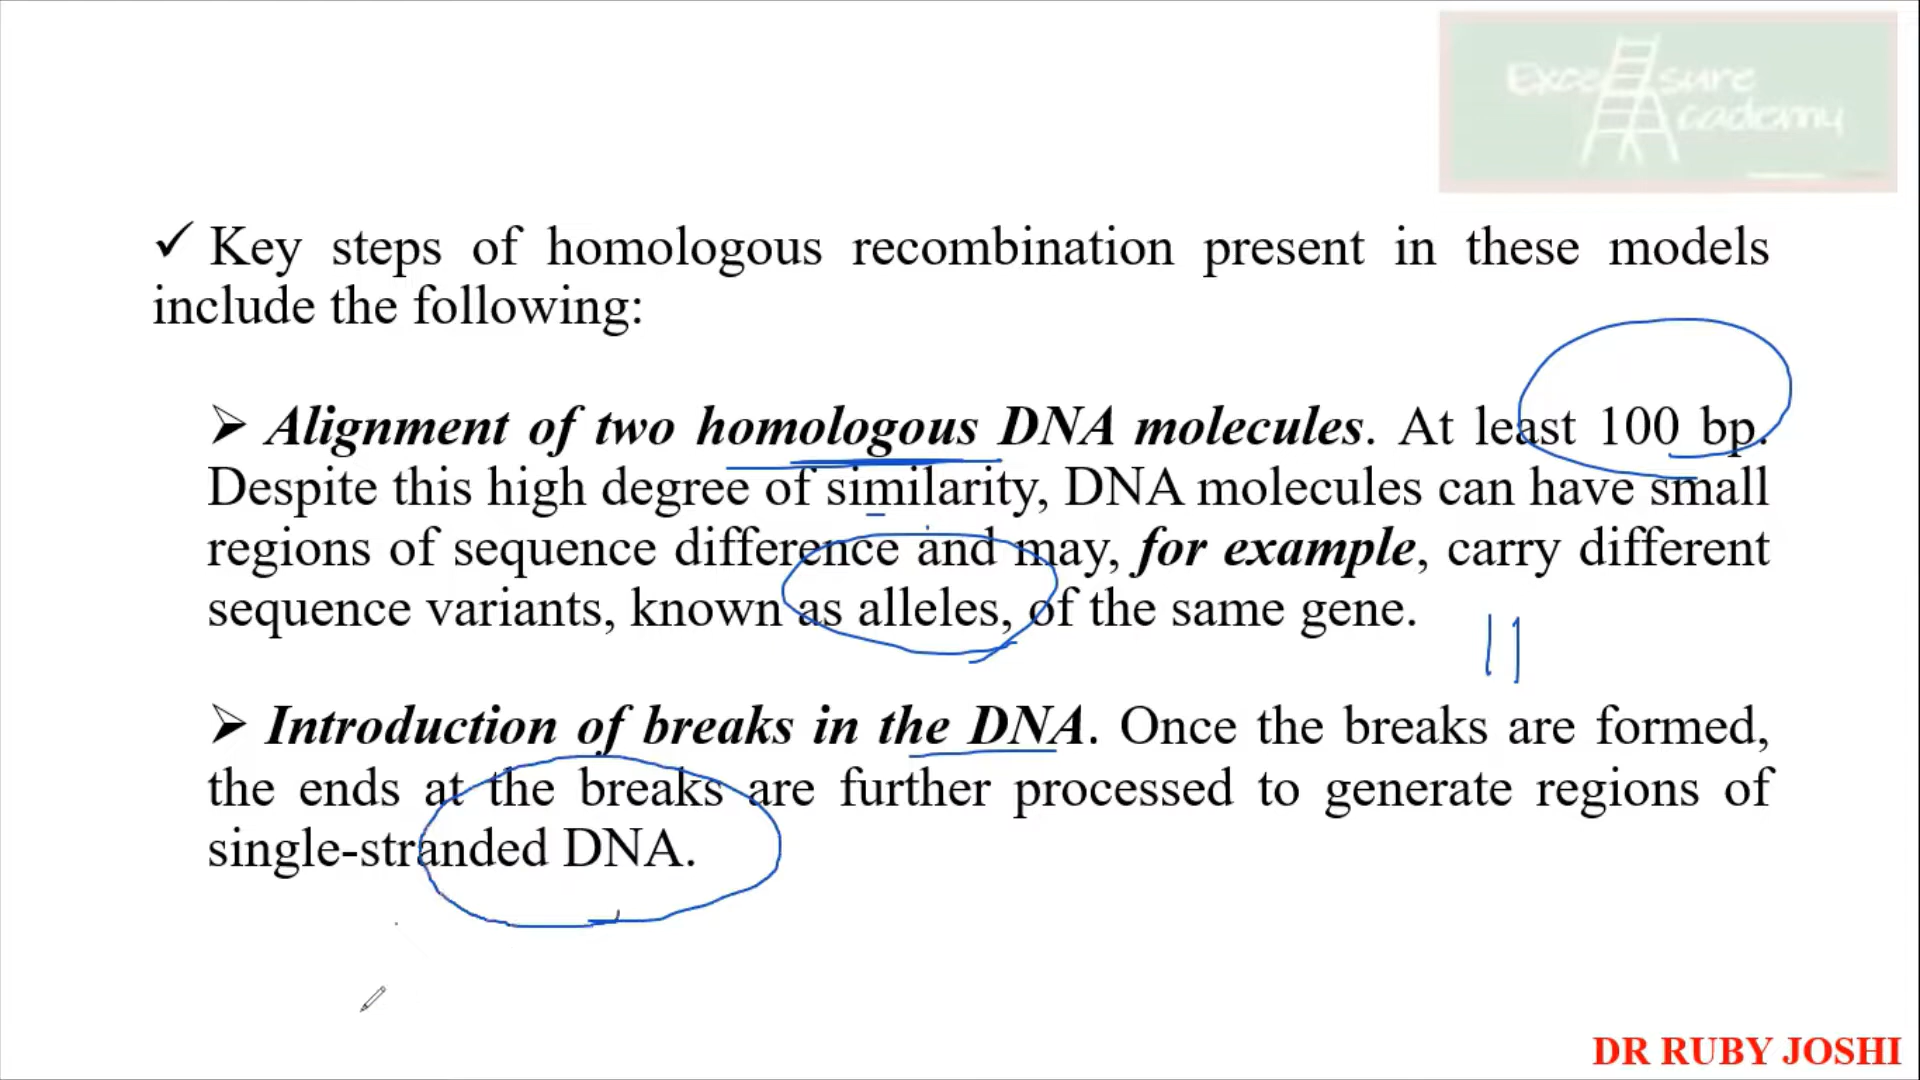 Excel sure
Academy
✓ Key steps of homologous recombination present in these models
include the following:
➢ Alignment of two homologous DNA molecules. At least 100 bp.
Despite this high degree of similarity, DNA molecules can have small
regions of sequence difference and may, for example, carry different
sequence variants, known as alleles, of the same gene.
➢ Introduction of breaks in the DNA. Once the breaks are formed,
the ends at the breaks are further processed to generate regions of
single-stranded DNA.
DR RUBY JOSHI